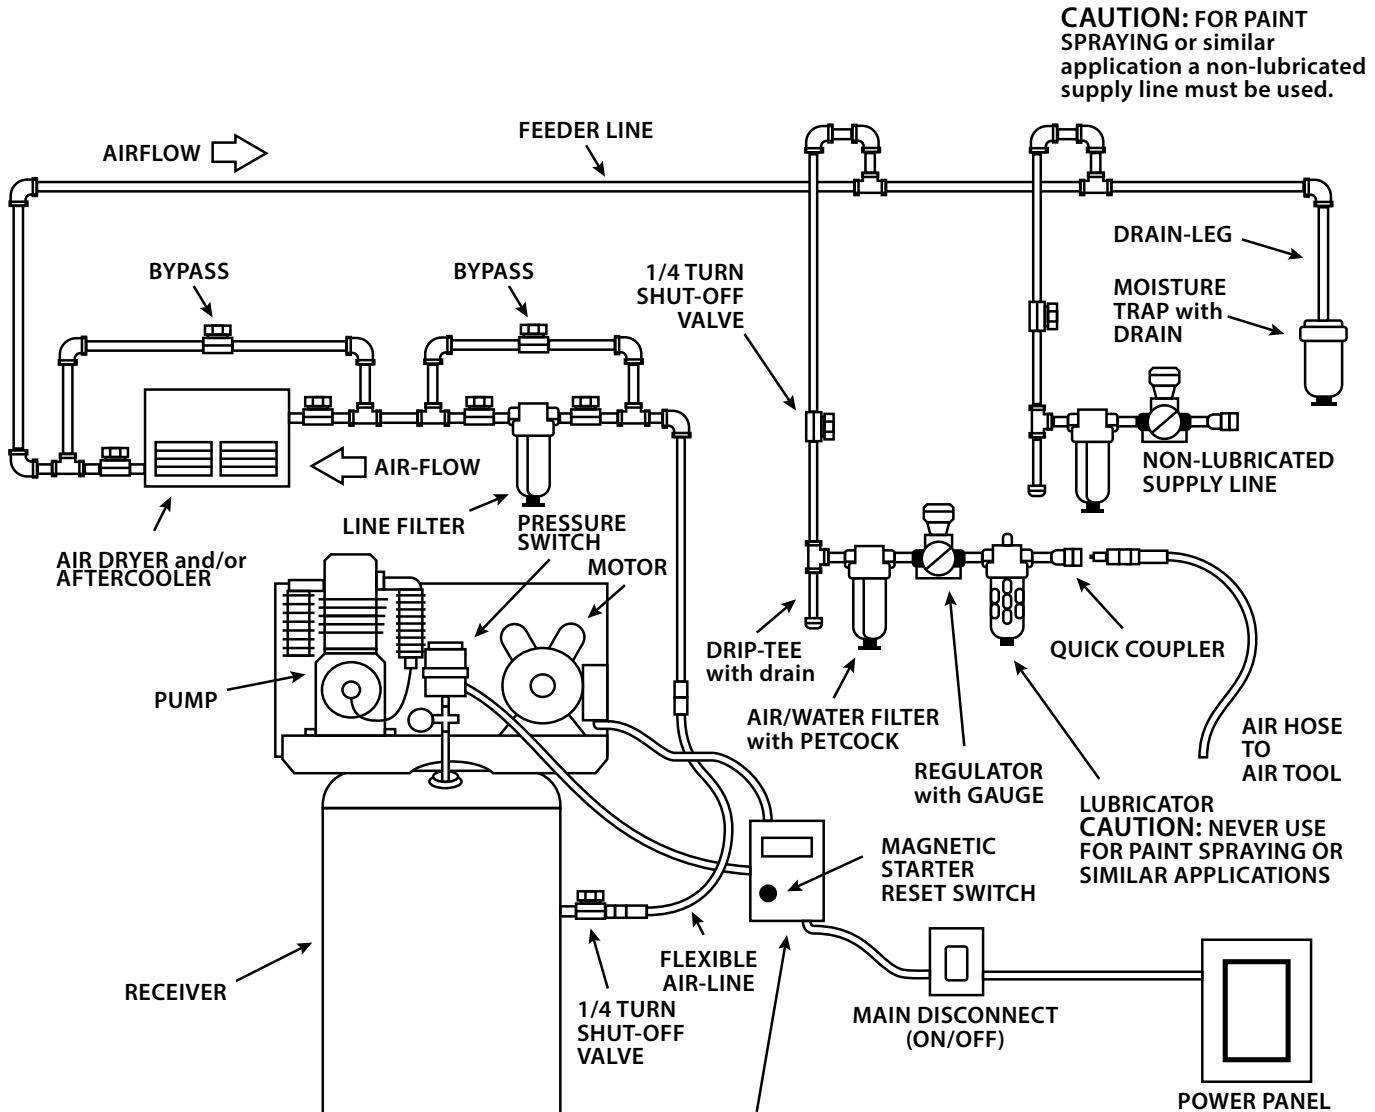 CAUTION: FOR PAINT
SPRAYING or similar
application a non-lubricated
supply line must be used.
FEEDER LINE
AIRFLOW
DRAIN-LEG
BYPASS
BYPASS
1/4 TURN
SHUT-OFF
VALVE
MOISTURE
TRAP with
DRAIN
AIR-FLOW
NON-LUBRICATED
SUPPLY LINE
LINE FILTER
PRESSURE
SWITCH
AIR DRYER and/or
AFTERCOOLER
MOTOR
DRIP-TEE
with drain
QUICK COUPLER
PUMP
AIR/WATER FILTER
with PETCOCK
AIR HOSE
TO
AIR TOOL
REGULATOR
with GAUGE
LUBRICATOR
CAUTION: NEVER USE
FOR PAINT SPRAYING OR
SIMILAR APPLICATIONS
MAGNETIC
STARTER
RESET SWITCH
FLEXIBLE
AIR-LINE
RECEIVER
1/4 TURN
SHUT-OFF
VALVE
MAIN DISCONNECT
(ON/OFF)
POWER PANEL